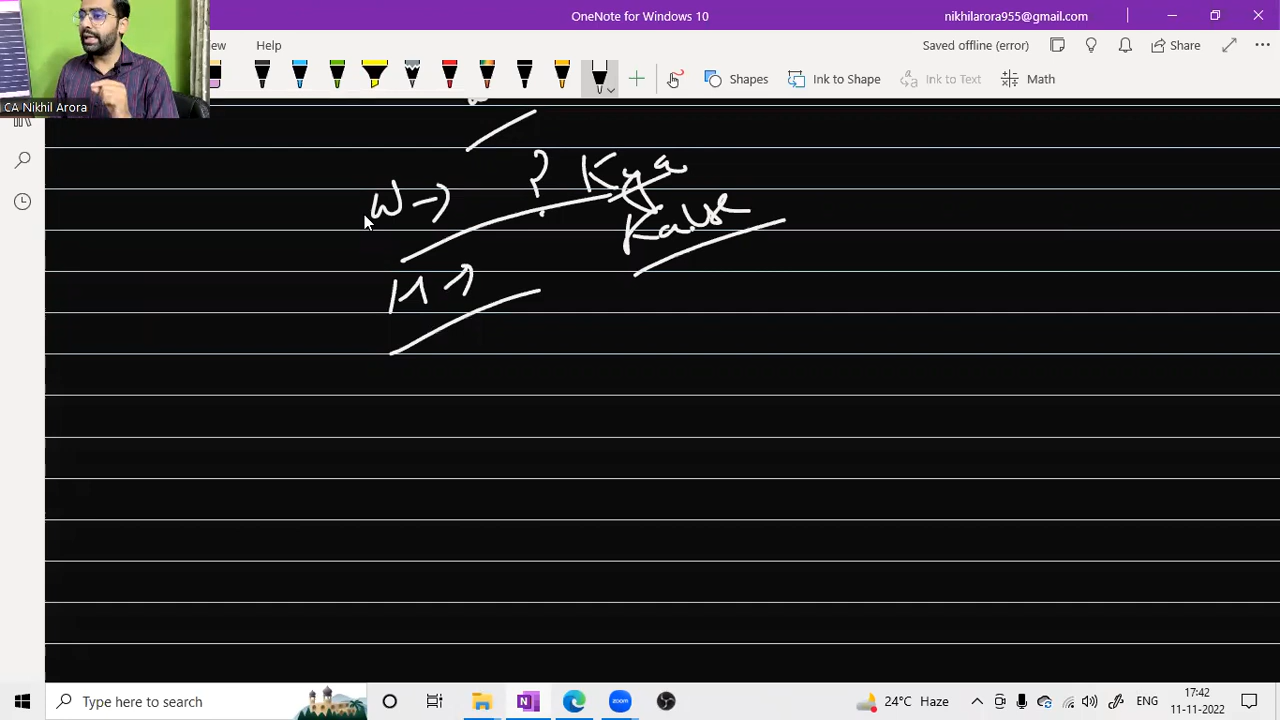 OneNote for Windows 10
nikhilarora955@gmail.com
Help
Saved offline (error)
Share
Shapes
Ink to Shape
Ink to Text
Math
CA Nikhil Arora
W → ? Kya
Kaise
H →
Type here to search
24°C Haze
17:42
11-11-2022